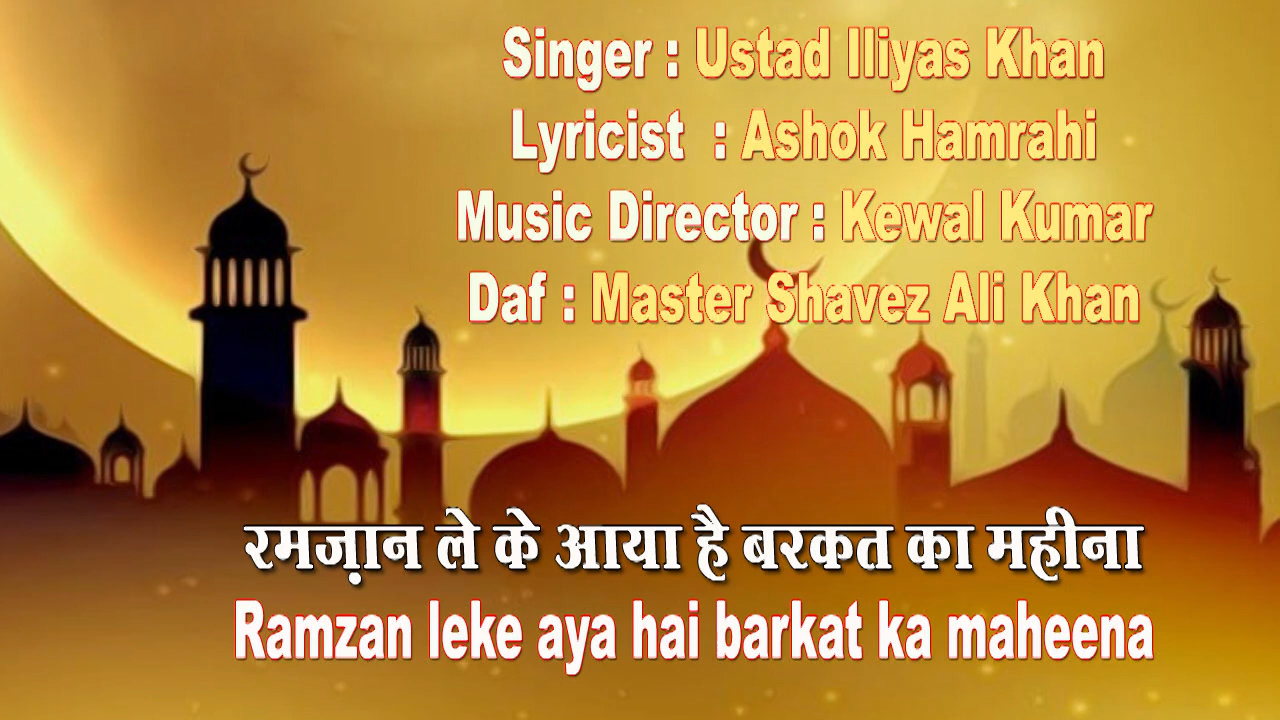 Singer : Ustad Iliyas Khan
Lyricist : Ashok Hamrahi
Music Director : Kewal Kumar
Daf : Master Shavez Ali Khan
रमज़ान ले के आया है बरकत का महीना
Ramzan leke aya hai barkat ka maheena